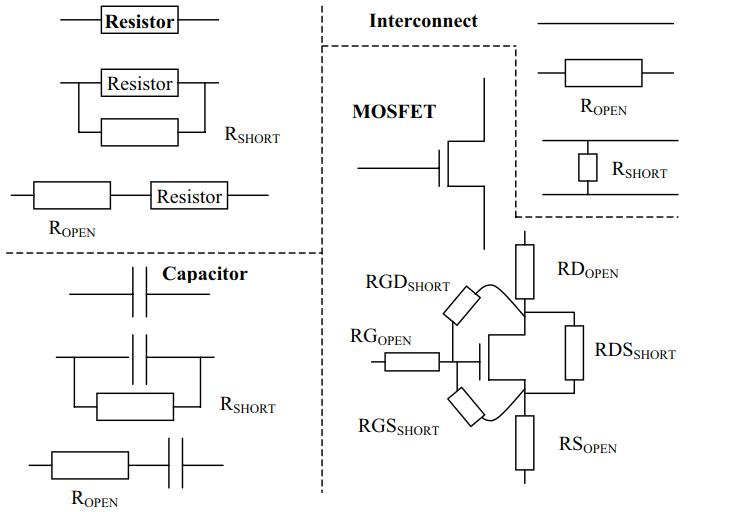 Resistor
Resistor
RSHORT
Resistor
ROPEN
Capacitor
RSHORT
ROPEN
Interconnect
ROPEN
RSHORT
MOSFET
RDOPEN
RGDSHORT
RGOPEN
RDSSHORT
RGSSHORT
RSOPEN